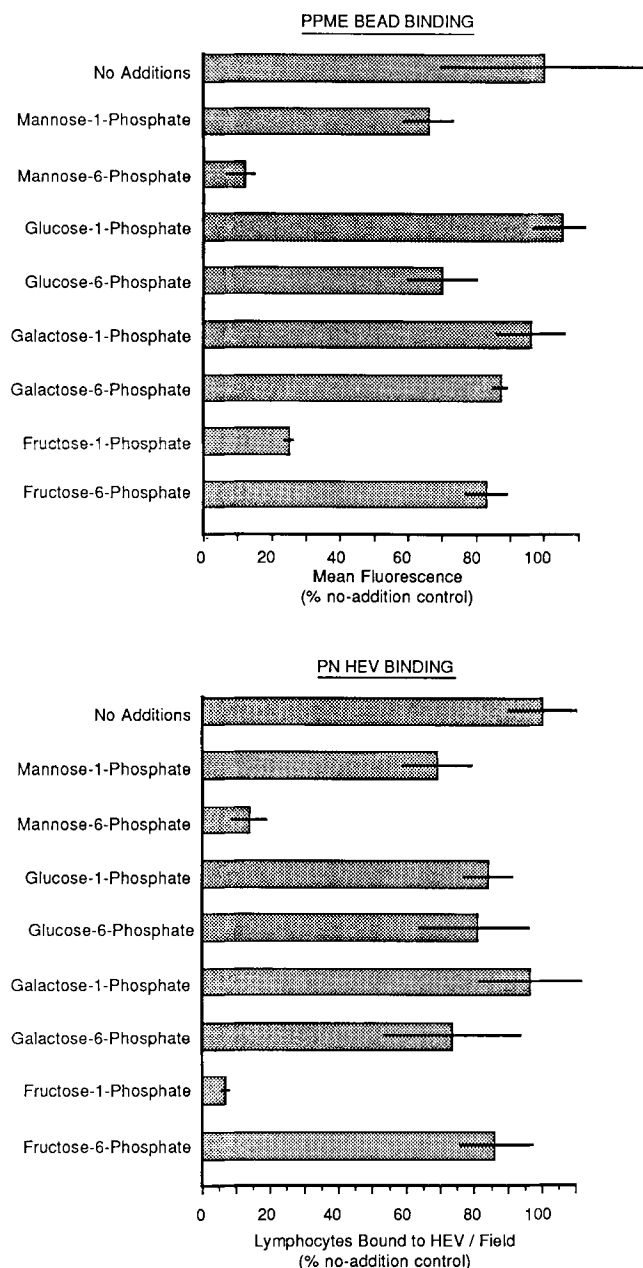 PPME BEAD BINDING
No Additions
Mannose-1-Phosphate
Mannose-6-Phosphate
Glucose-1-Phosphate
Glucose-6-Phosphate
Galactose-1-Phosphate
Galactose-6-Phosphate
Fructose-1-Phosphate
Fructose-6-Phosphate
0 20 40 60 80 100
Mean Fluorescence
(% no-addition control)
PN HEV BINDING
No Additions
Mannose-1-Phosphate
Mannose-6-Phosphate
Glucose-1-Phosphate
Glucose-6-Phosphate
Galactose-1-Phosphate
Galactose-6-Phosphate
Fructose-1-Phosphate
Fructose-6-Phosphate
0 20 40 60 80 100
Lymphocytes Bound to HEV / Field
(% no-addition control)